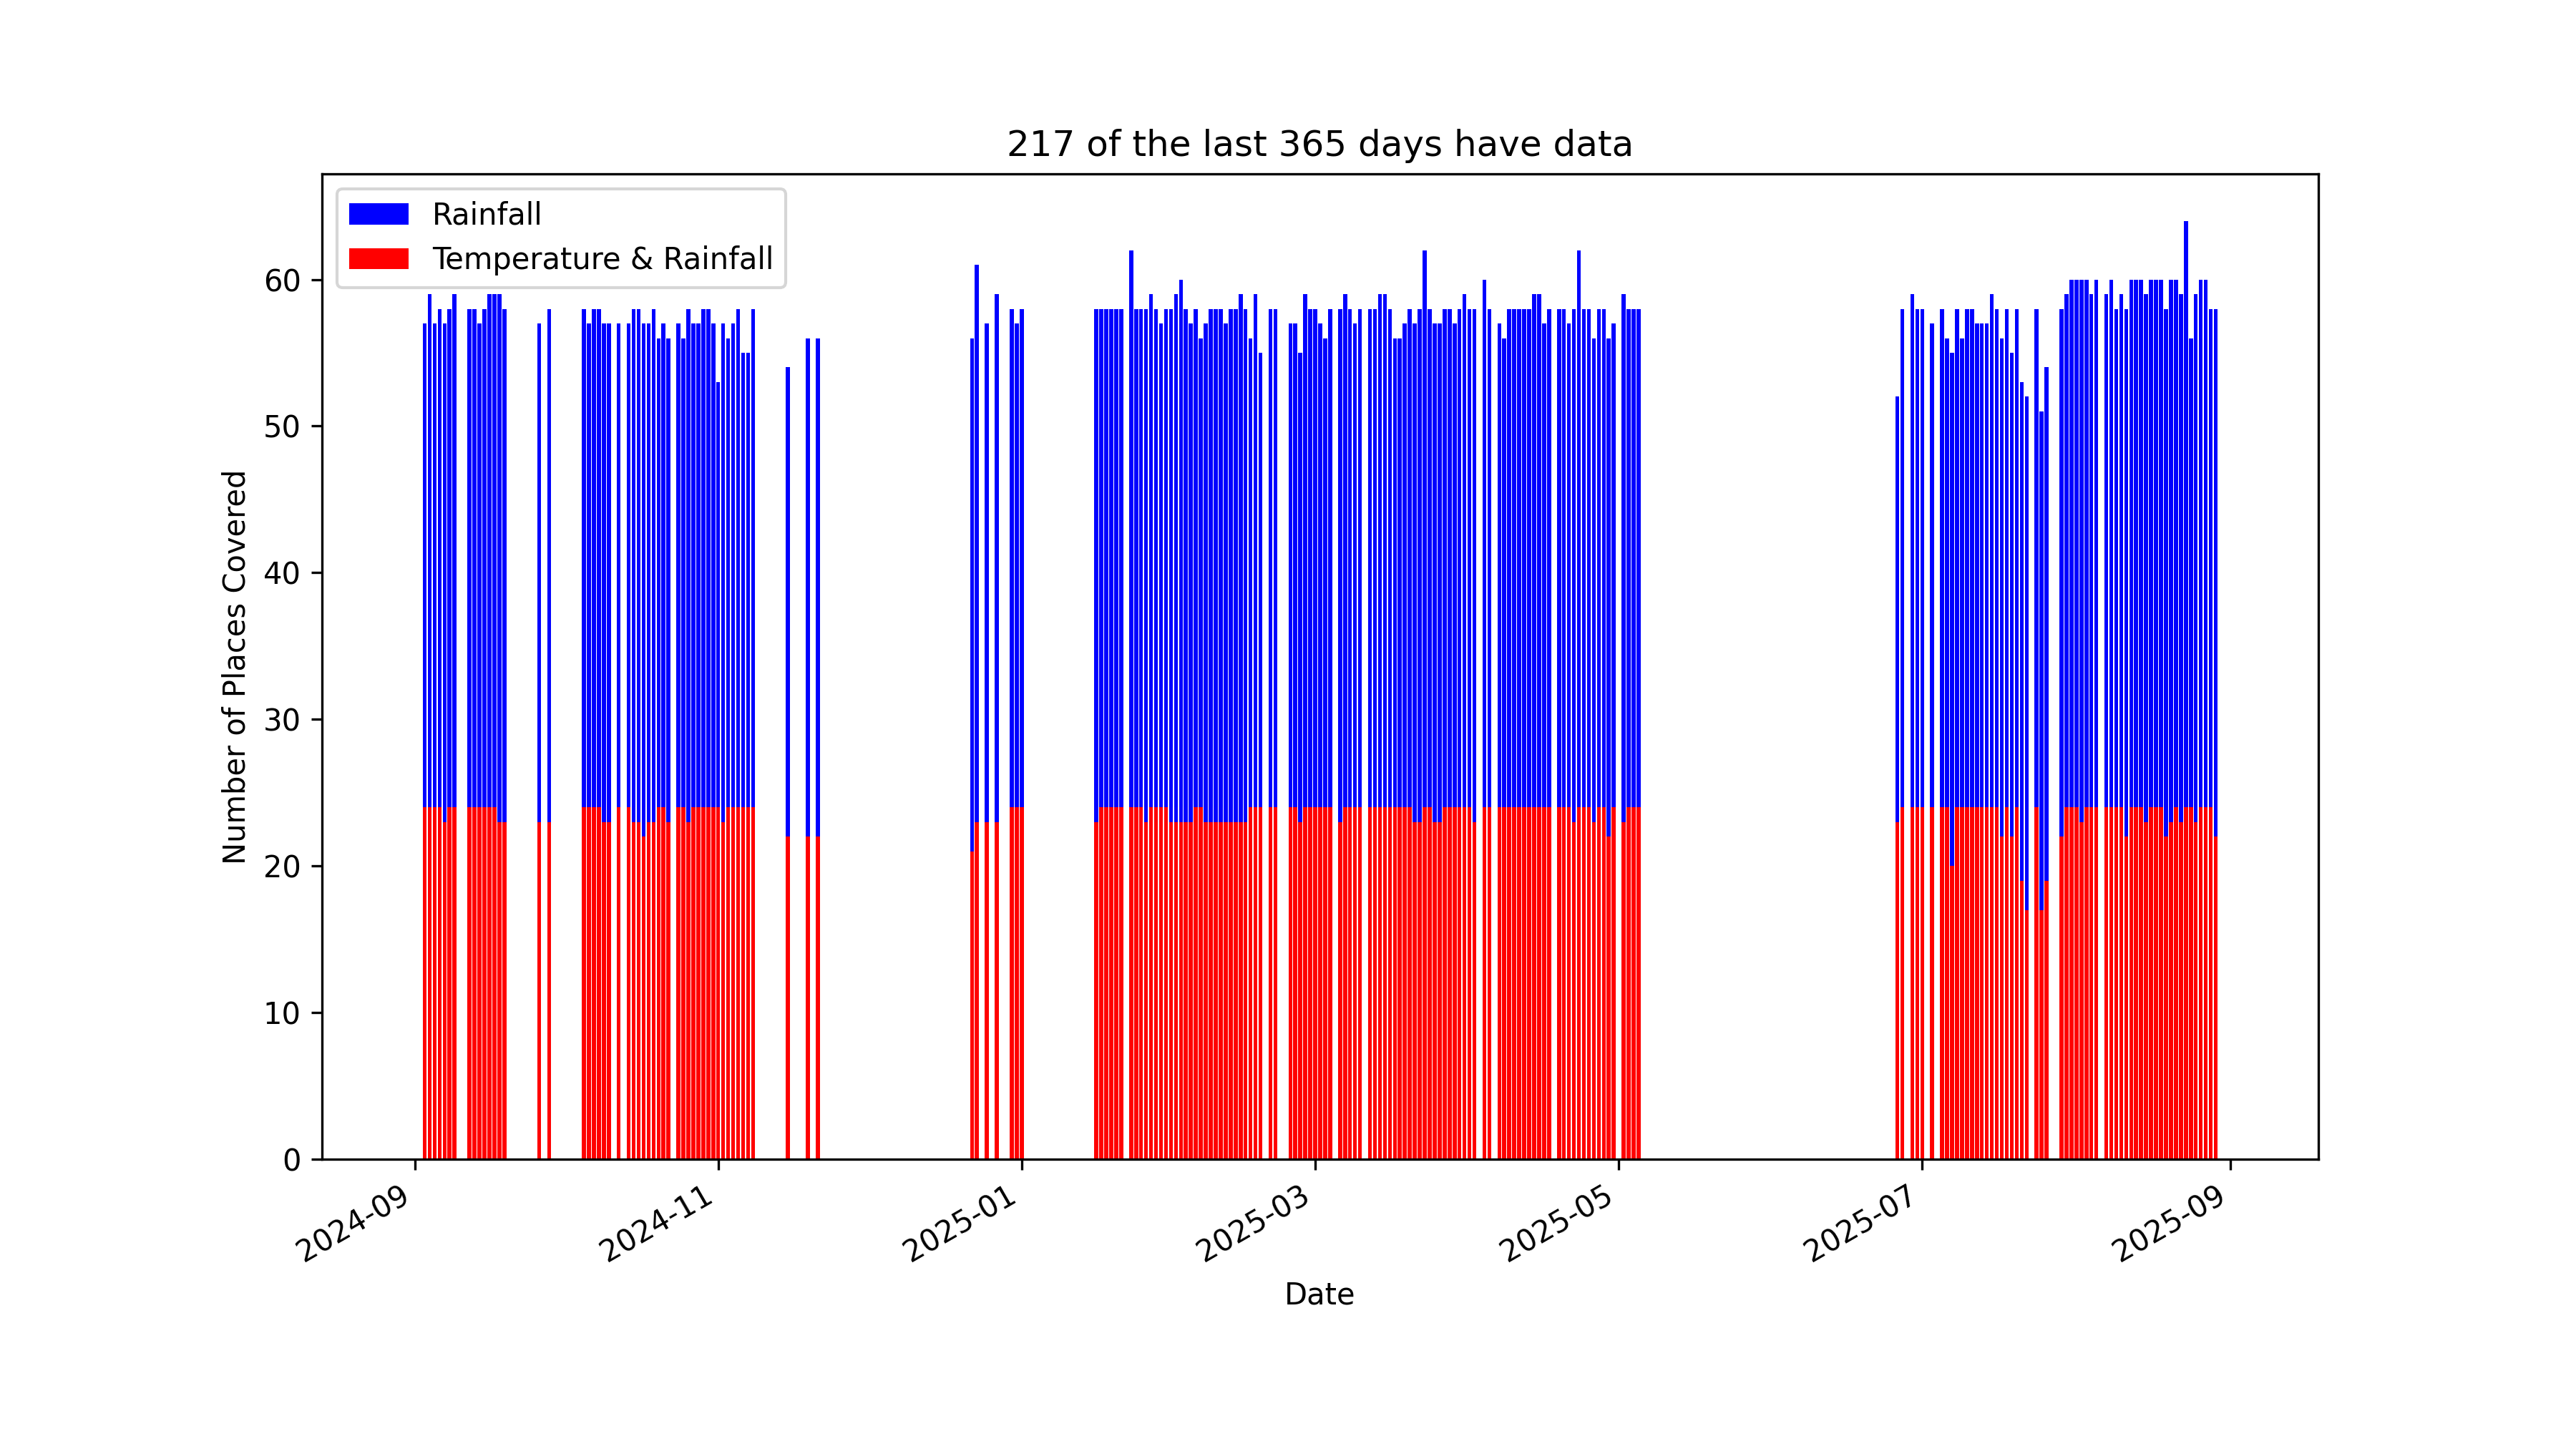 217 of the last 365 days have data
Rainfall
Temperature & Rainfall
60
50
40
30
20
10
0
Number of Places Covered
2024-09
2024-11
2025-01
2025-03
2025-05
2025-07
2025-09
Date